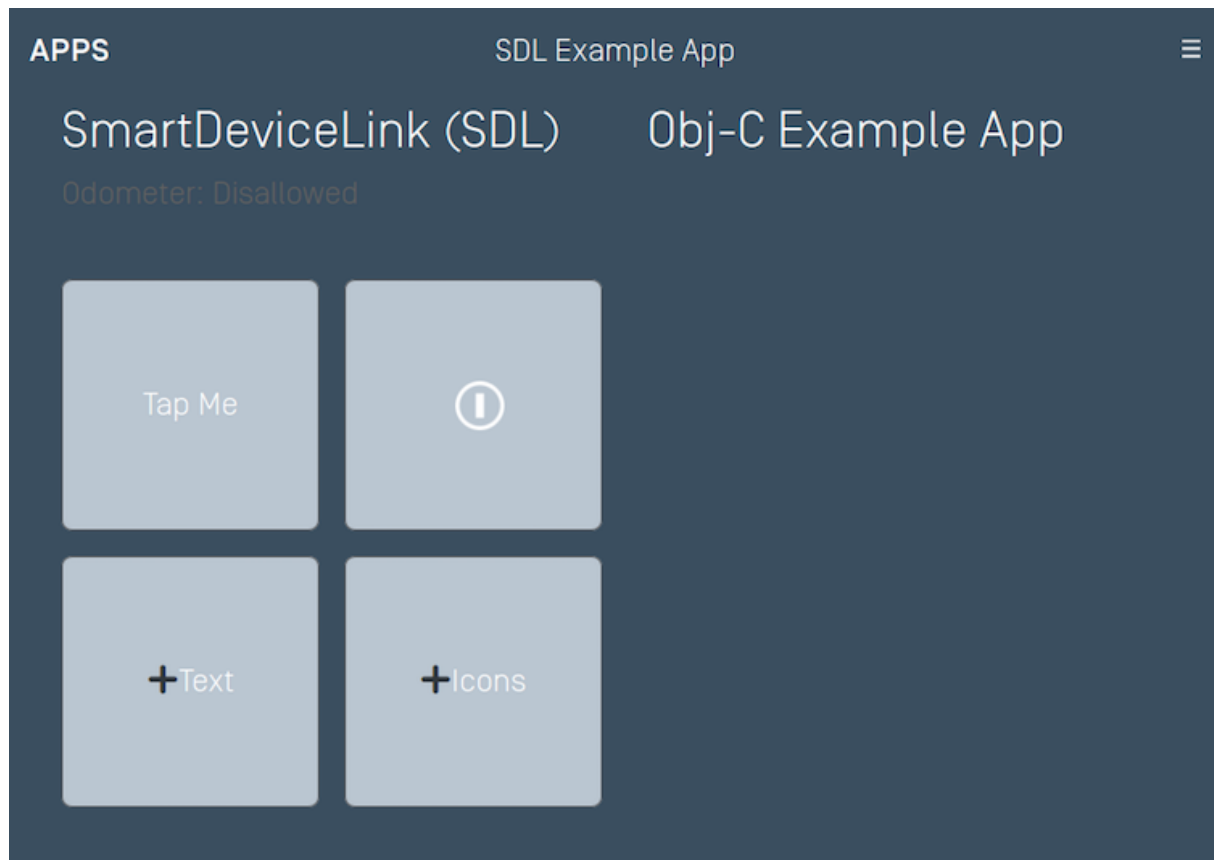 APPS SDL Example App
SmartDeviceLink (SDL) Obj-C Example App
Odometer: Disallowed
Tap Me
+Text +Icons